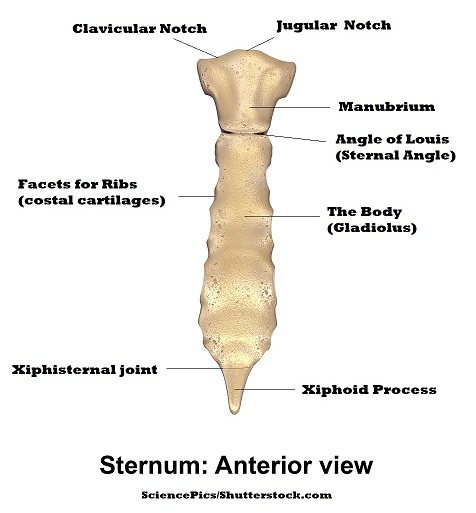 Clavicular Notch
Jugular Notch
Manubrium
Angle of Louis
(Sternal Angle)
Facets for Ribs
(costal cartilages)
The Body
(Gladiolus)
Xiphisternal joint
Xiphoid Process
Sternum: Anterior view
SciencePics/Shutterstock.com